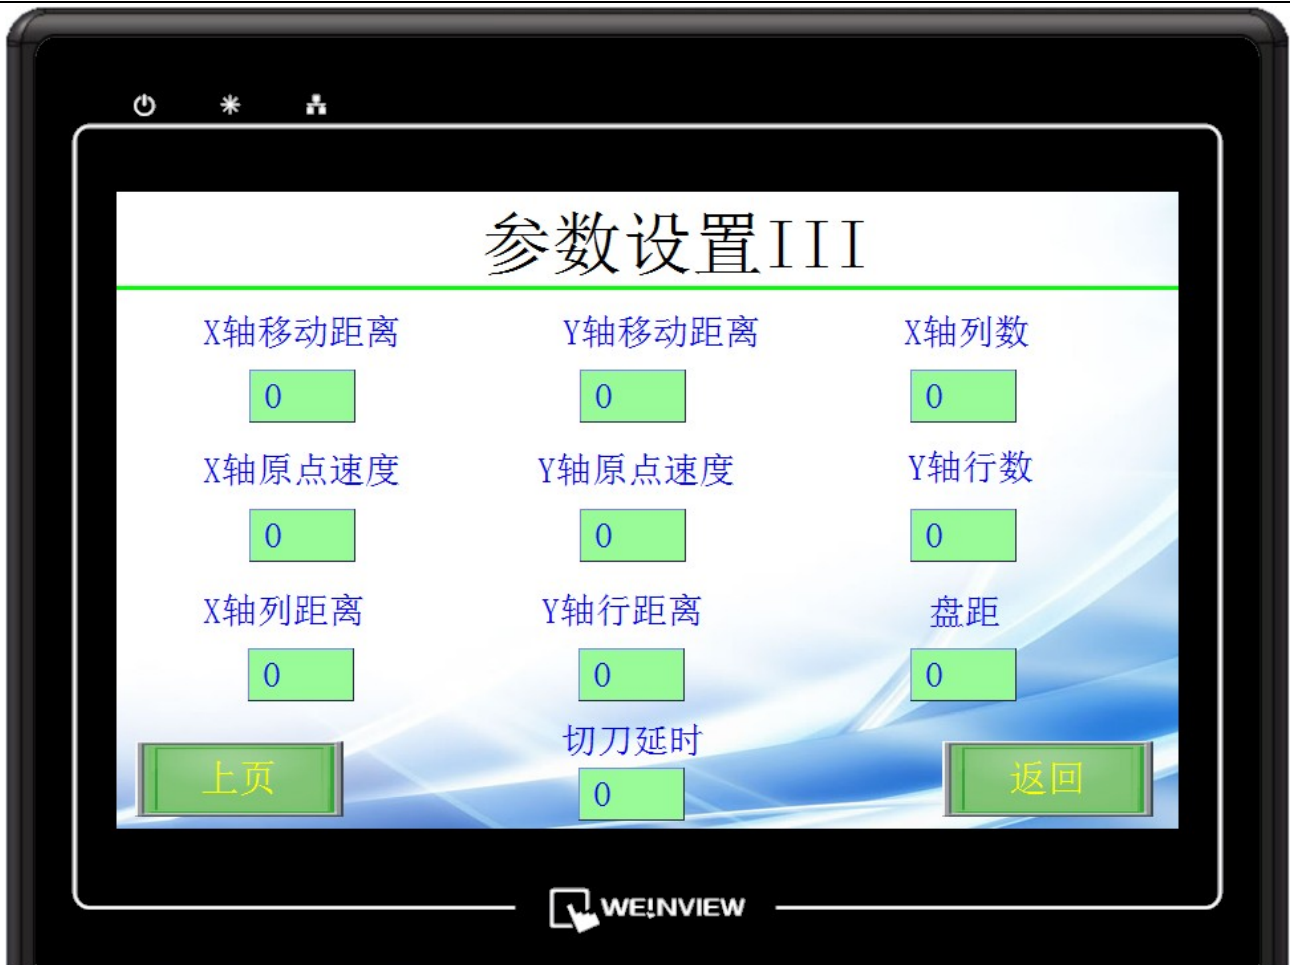 参数设置III
X轴移动距离 Y轴移动距离 X轴列数
0 0 0
X轴原点速度 Y轴原点速度 Y轴行数
0 0 0
X轴列距离 Y轴行距离 盘距
0 0 0
切刀延时
上页 0 返回
WE!NVIEW